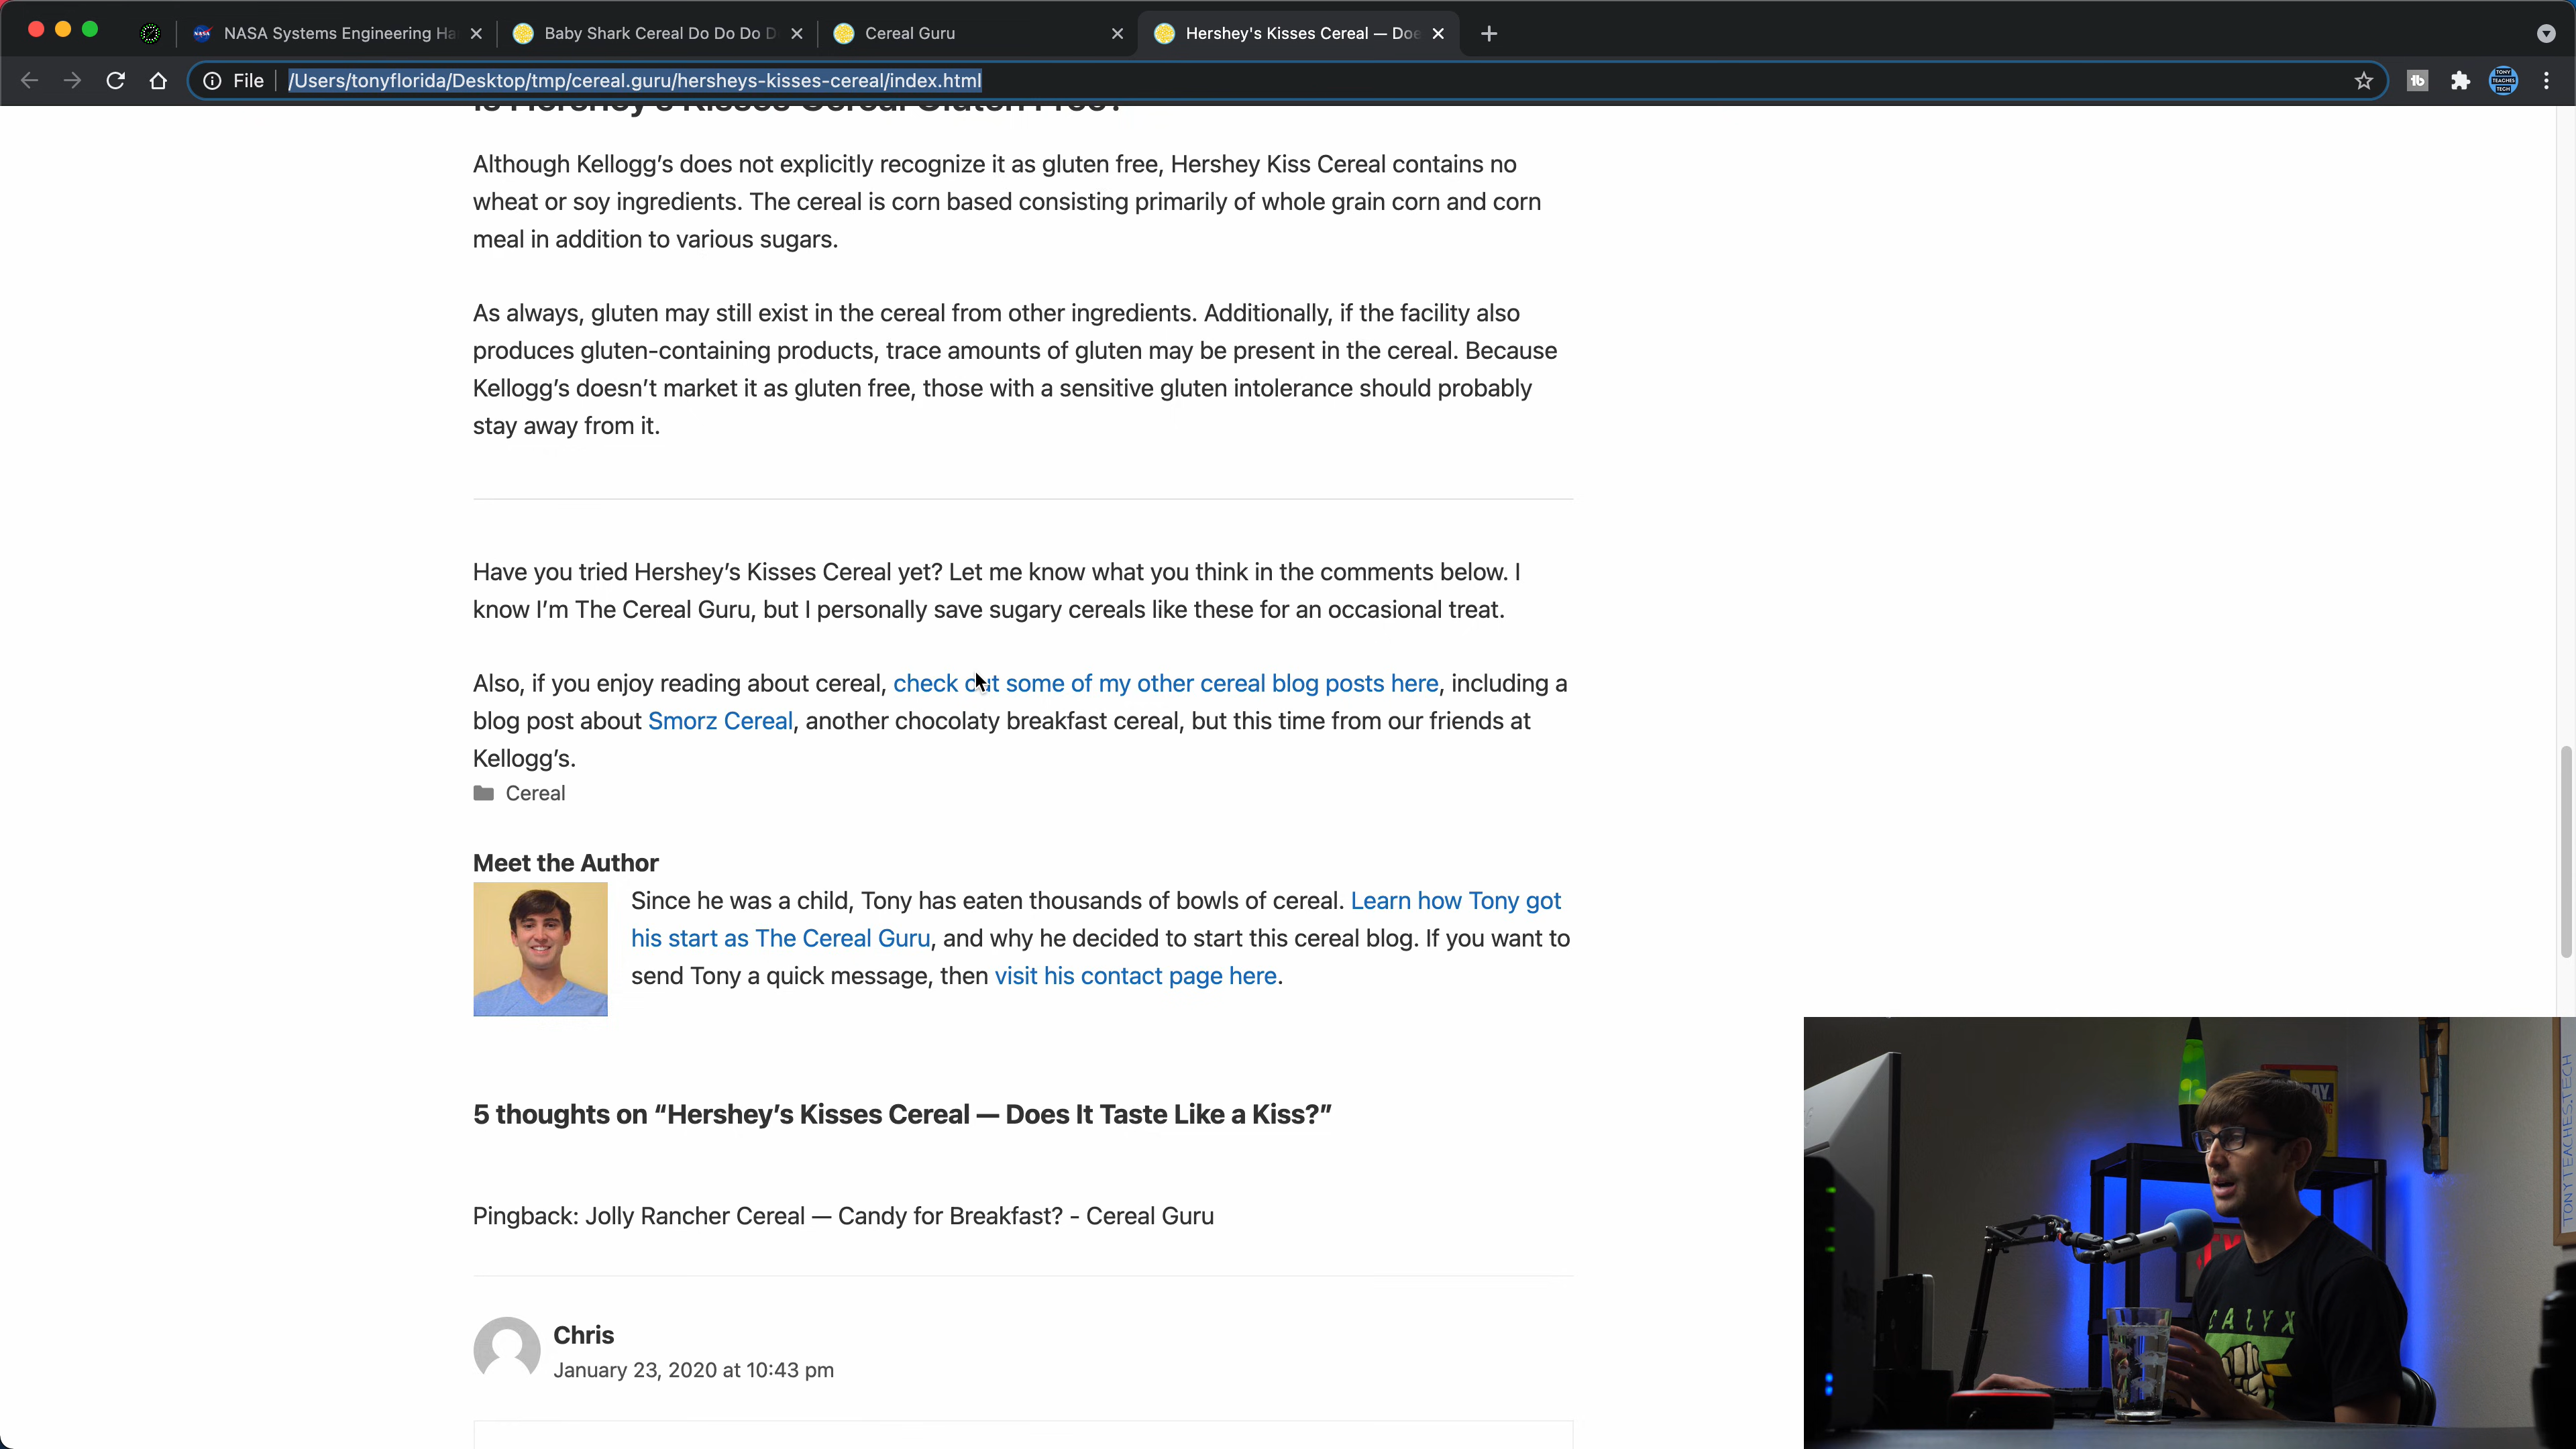 NASA Systems Engineering Ha
Baby Shark Cereal Do Do Do D
Cereal Guru
Hershey's Kisses Cereal — Doe
File
/Users/tonyflorida/Desktop/tmp/cereal.guru/hersheys-kisses-cereal/index.html
Is Hershey's Kisses Cereal Gluten Free?
Although Kellogg’s does not explicitly recognize it as gluten free, Hershey Kiss Cereal contains no
wheat or soy ingredients. The cereal is corn based consisting primarily of whole grain corn and corn
meal in addition to various sugars.
As always, gluten may still exist in the cereal from other ingredients. Additionally, if the facility also
produces gluten-containing products, trace amounts of gluten may be present in the cereal. Because
Kellogg’s doesn’t market it as gluten free, those with a sensitive gluten intolerance should probably
stay away from it.
Have you tried Hershey’s Kisses Cereal yet? Let me know what you think in the comments below. I
know I’m The Cereal Guru, but I personally save sugary cereals like these for an occasional treat.
Also, if you enjoy reading about cereal, check out some of my other cereal blog posts here, including a
blog post about Smorz Cereal, another chocolaty breakfast cereal, but this time from our friends at
Kellogg’s.
Cereal
Meet the Author
Since he was a child, Tony has eaten thousands of bowls of cereal. Learn how Tony got
his start as The Cereal Guru, and why he decided to start this cereal blog. If you want to
send Tony a quick message, then visit his contact page here.
5 thoughts on “Hershey’s Kisses Cereal — Does It Taste Like a Kiss?”
Pingback: Jolly Rancher Cereal — Candy for Breakfast? - Cereal Guru
Chris
January 23, 2020 at 10:43 pm
TONYTEACHES.TECH
CALYX